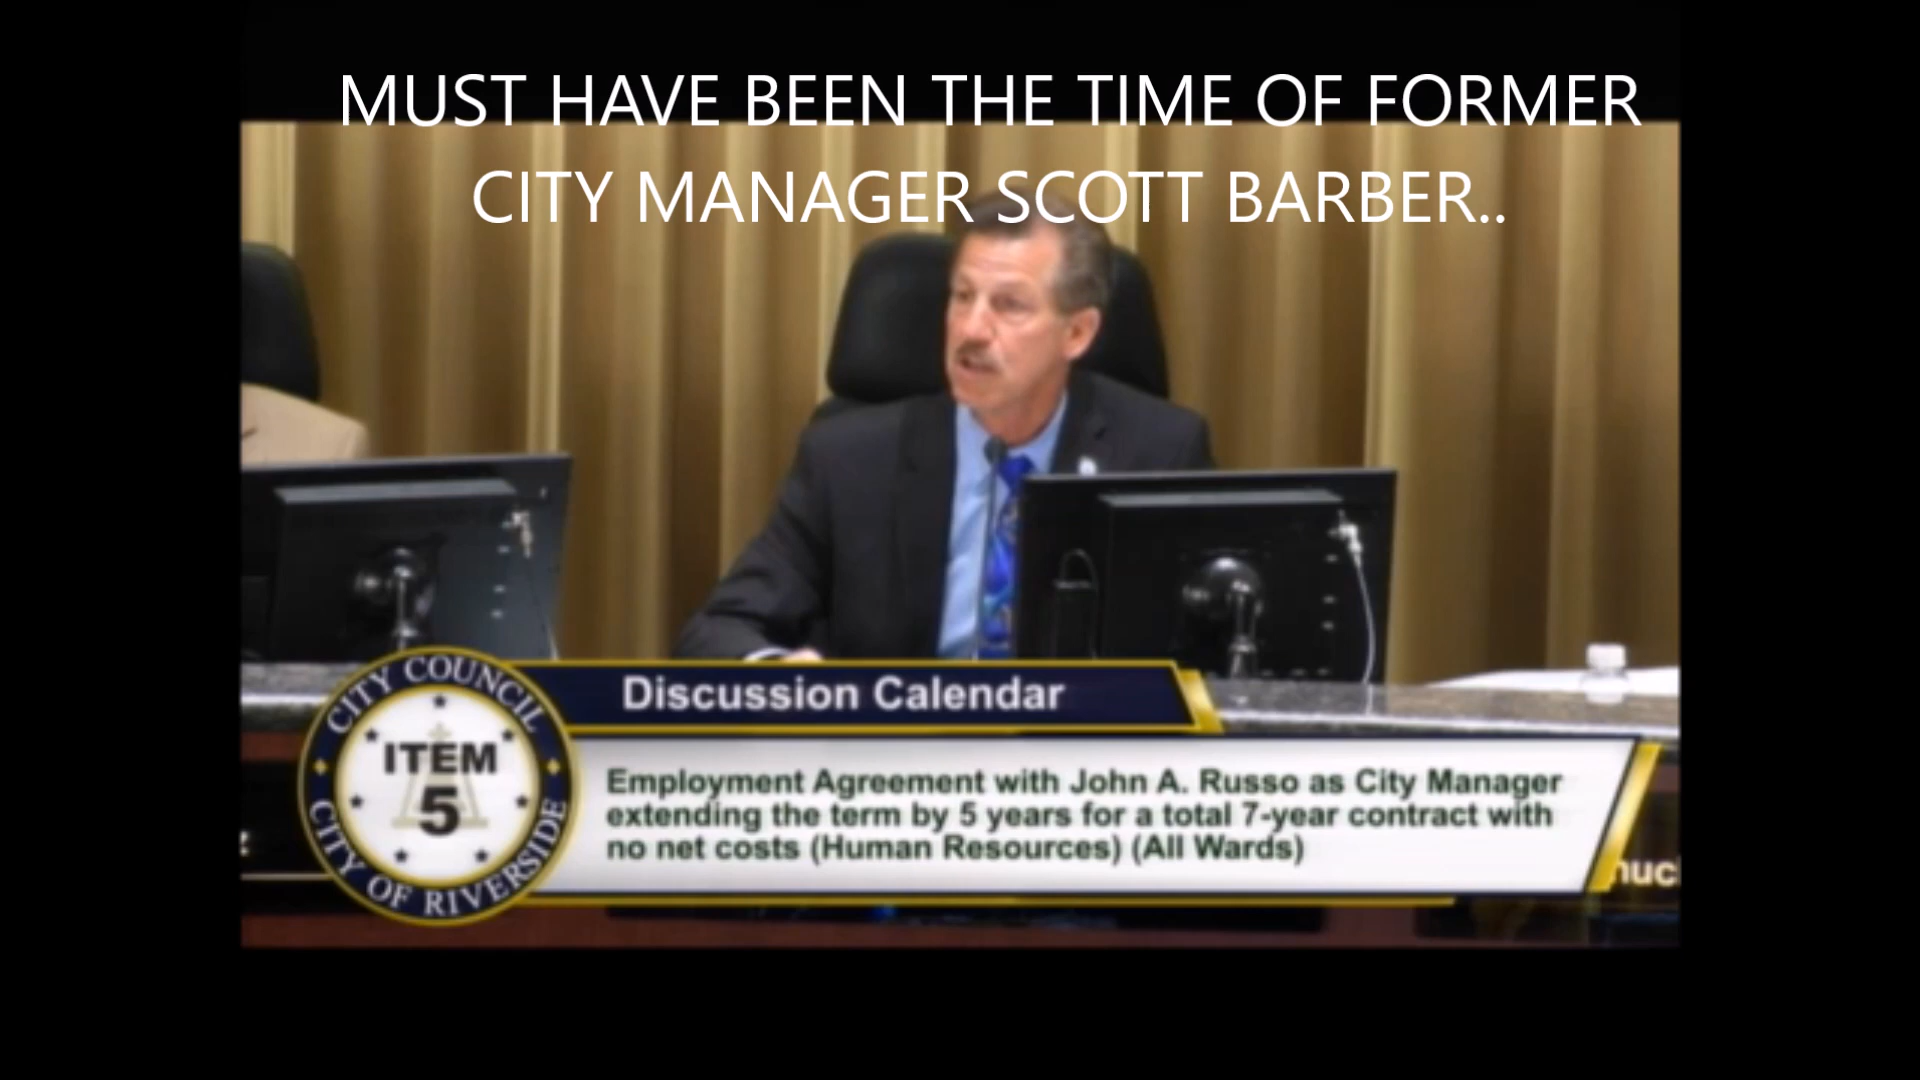 MUST HAVE BEEN THE TIME OF FORMER
CITY MANAGER SCOTT BARBER..
Discussion Calendar
CITY COUNCIL
ITEM
5
CITY OF RIVERSIDE
Employment Agreement with John A. Russo as City Manager
extending the term by 5 years for a total 7-year contract with
no net costs (Human Resources) (All Wards)